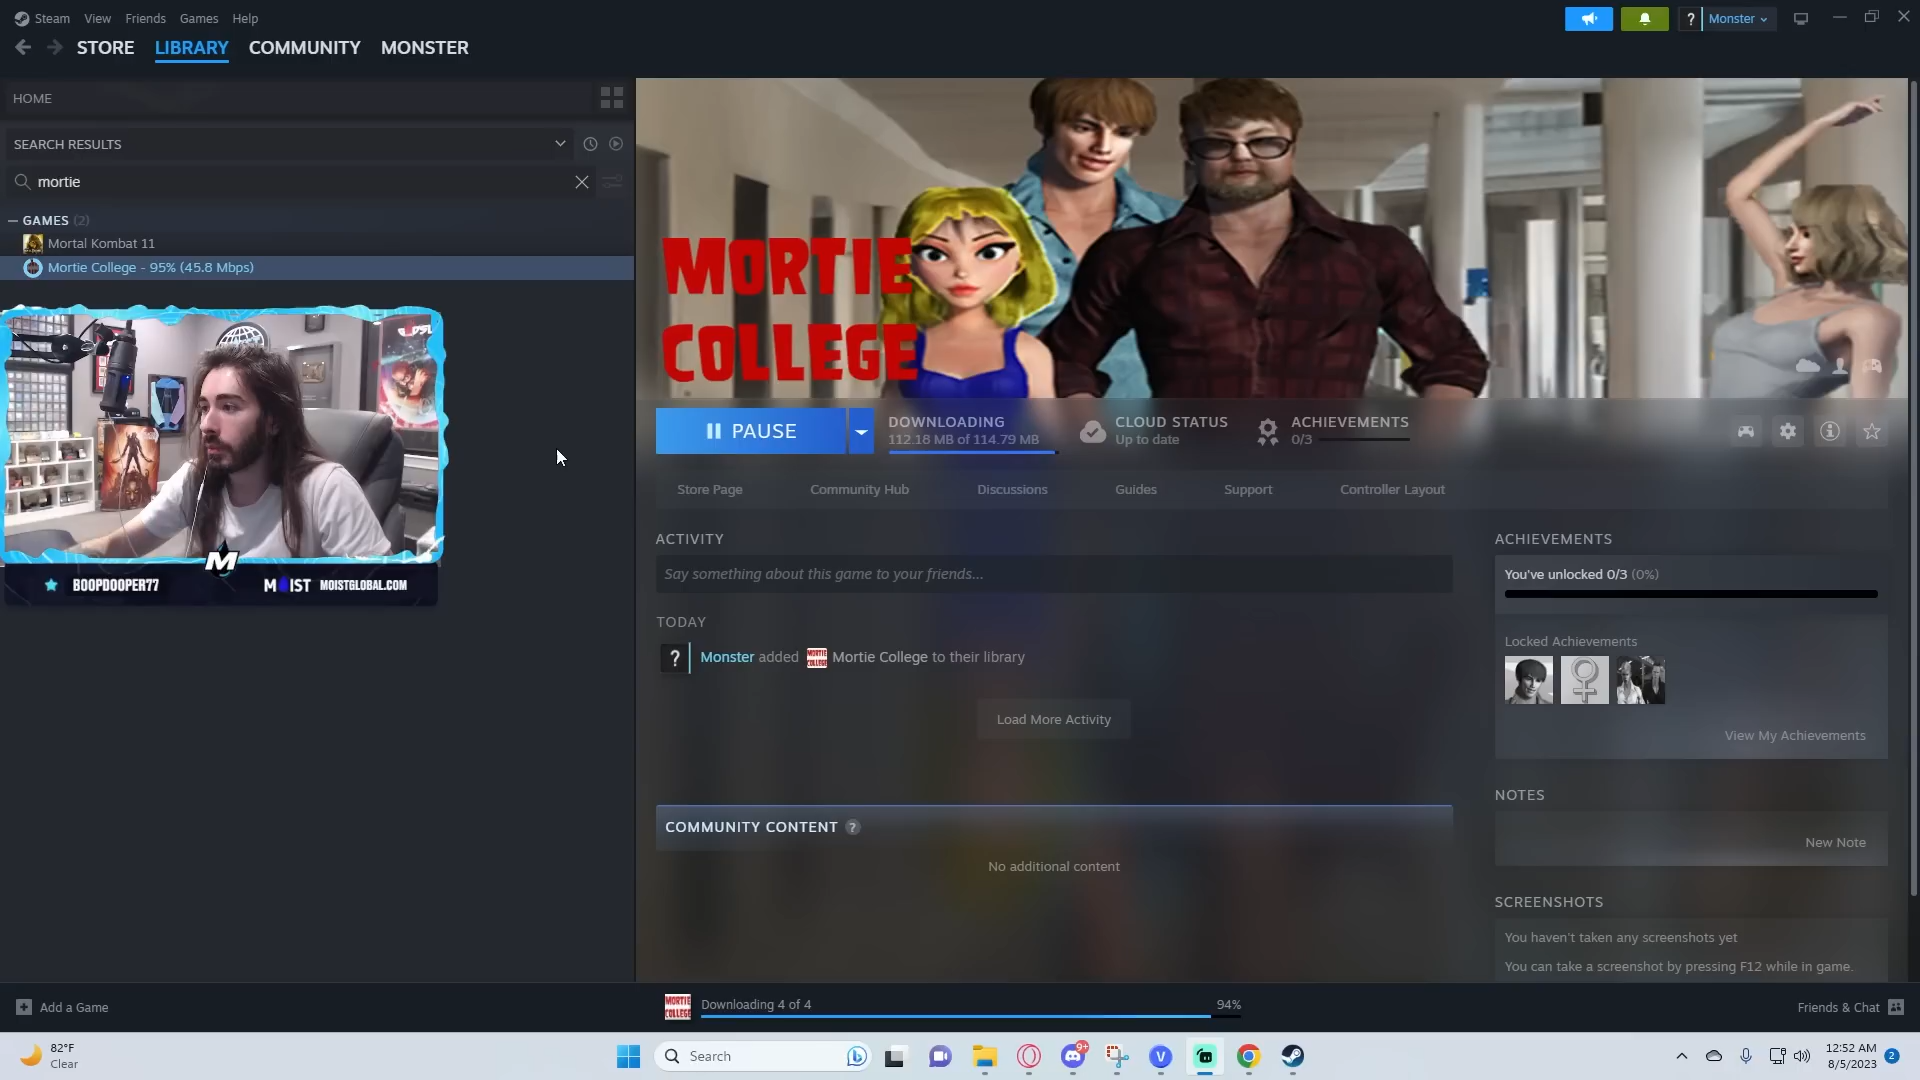 Steam View Friends Games Help
Monster
STORE LIBRARY COMMUNITY MONSTER
HOME
SEARCH RESULTS
mortie
GAMES (2)
Mortal Kombat 11
Mortie College - 95% (45.8 Mbps)
MORTIE
COLLEGE
PAUSE
DOWNLOADING
112.18 MB of 114.79 MB
CLOUD STATUS
Up to date
ACHIEVEMENTS
0/3
Store Page Community Hub Discussions Guides Support Controller Layout
ACTIVITY
Say something about this game to your friends...
TODAY
Monster added Mortie College to their library
Load More Activity
COMMUNITY CONTENT ?
No additional content
ACHIEVEMENTS
You've unlocked 0/3 (0%)
Locked Achievements
View My Achievements
NOTES
New Note
SCREENSHOTS
You haven't taken any screenshots yet
You can take a screenshot by pressing F12 while in game.
M
BOOPDOOPER77 MOIST MOISTGLOBAL.COM
Add a Game
MORTIE
COLLEGE
Downloading 4 of 4 94%
Friends & Chat
82°F
Clear
Search
9+
12:52 AM
8/5/2023
2